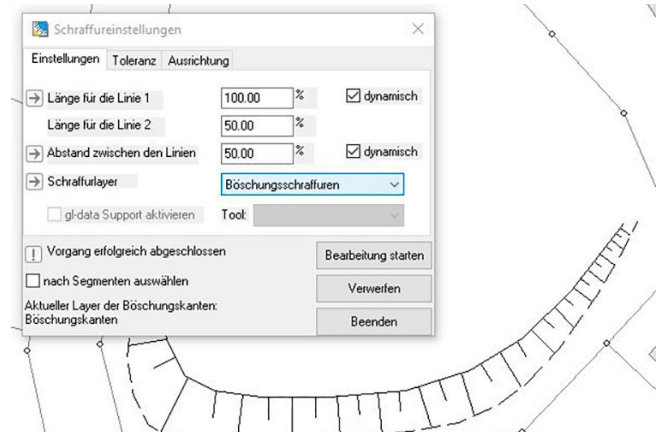 Schraffureinstellungen
Einstellungen Toleranz Ausrichtung
Länge für die Linie 1 100.00 % dynamisch
Länge für die Linie 2 50.00 %
Abstand zwischen den Linien 50.00 % dynamisch
Schraffurlayer Böschungsschraffuren
gl-data Support aktivieren Tool:
Vorgang erfolgreich abgeschlossen Bearbeitung starten
nach Segmenten auswählen Verwerfen
Aktueller Layer der Böschungskanten:
Böschungskanten Beenden